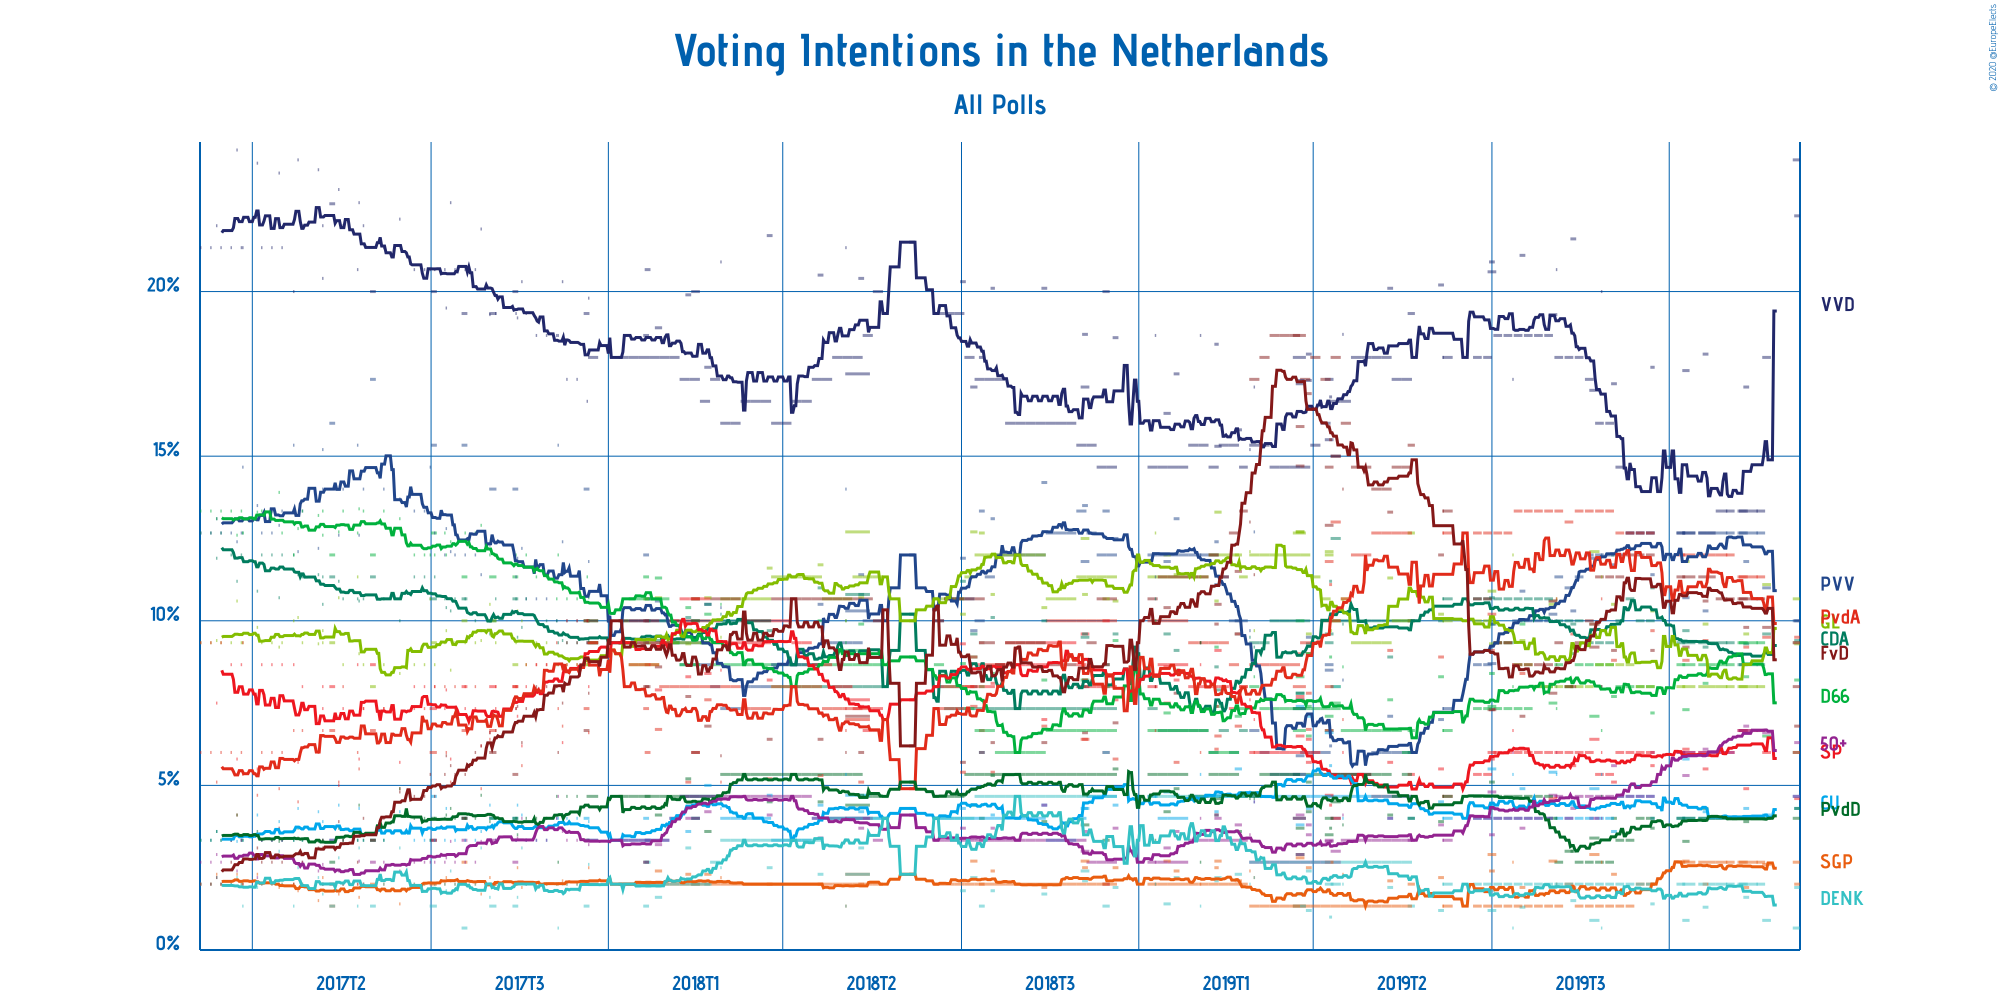 © 2020 @EuropeElects
Voting Intentions in the Netherlands
All Polls
20%
15%
10%
5%
0%
VVD
PVV
PvdA
GL
CDA
FvD
D66
50+
SP
CU
PvdD
SGP
DENK
2017T2 2017T3 2018T1 2018T2 2018T3 2019T1 2019T2 2019T3